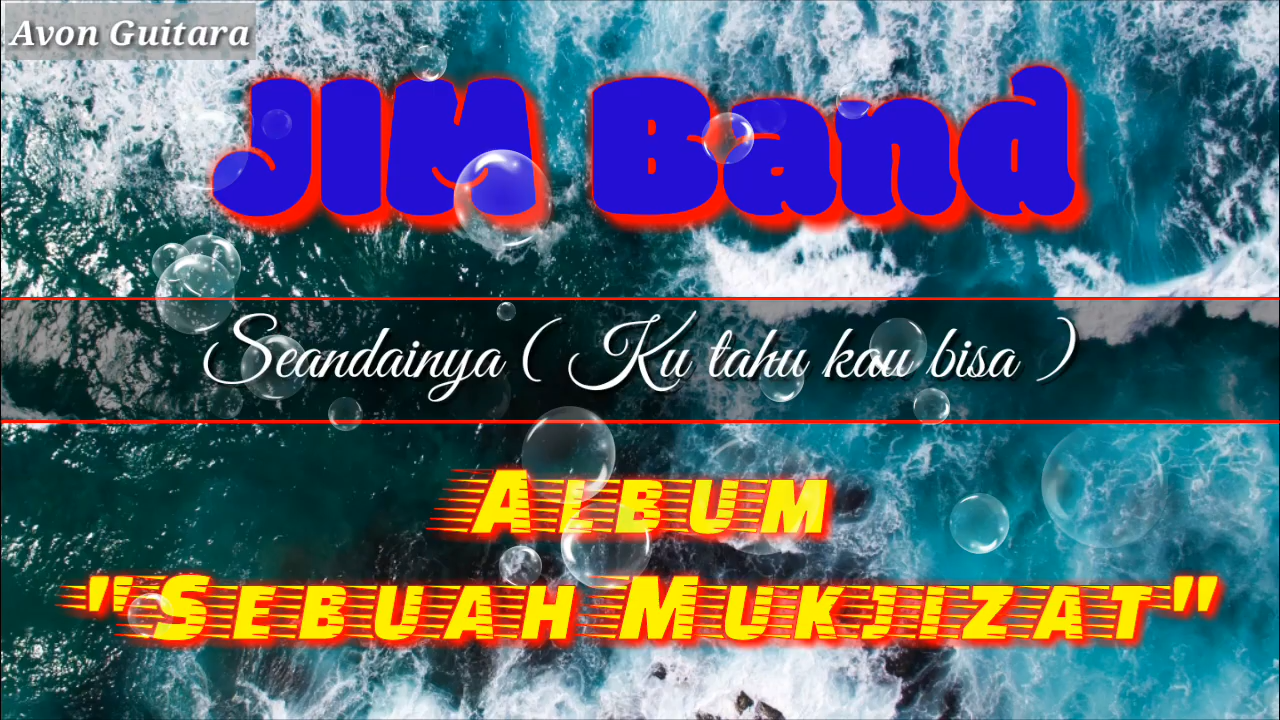 Avon Guitara
JIM Band
Seandainya ( Ku tahu kau bisa )
Album
"Sebuah Mukjizat"